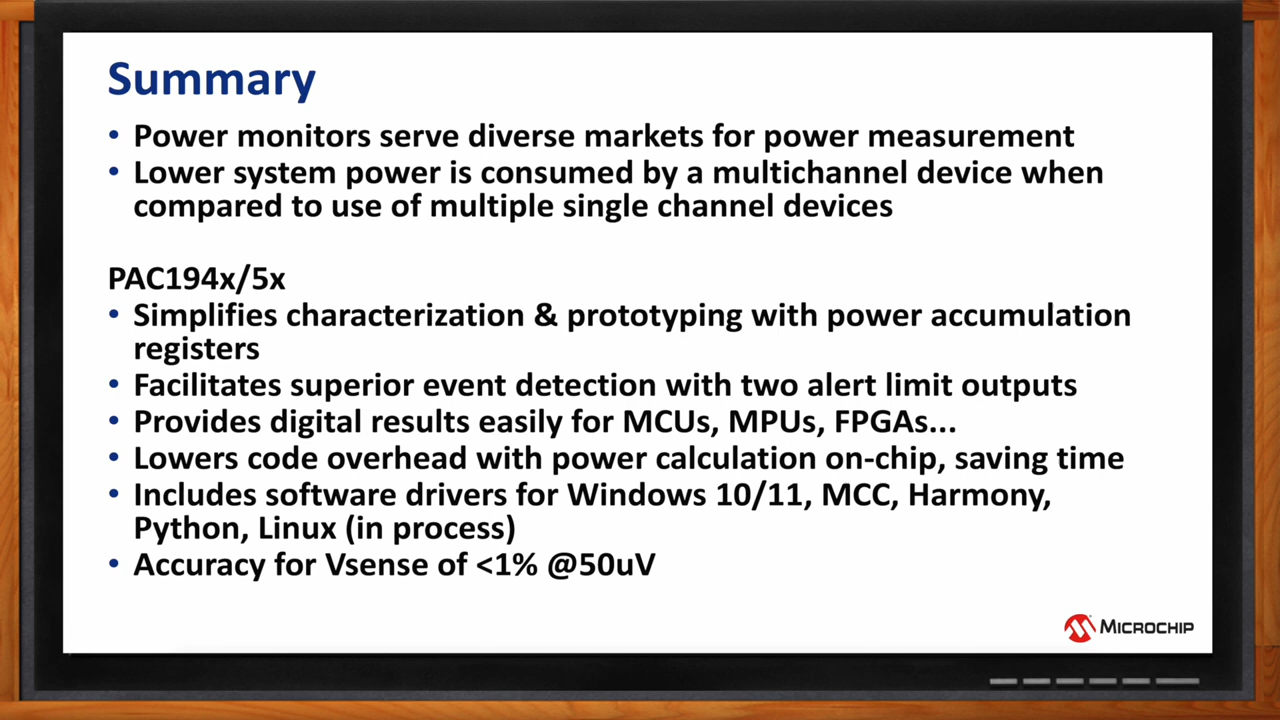 Summary
• Power monitors serve diverse markets for power measurement
• Lower system power is consumed by a multichannel device when
compared to use of multiple single channel devices
PAC194x/5x
• Simplifies characterization & prototyping with power accumulation
registers
• Facilitates superior event detection with two alert limit outputs
• Provides digital results easily for MCUs, MPUs, FPGAs...
• Lowers code overhead with power calculation on-chip, saving time
• Includes software drivers for Windows 10/11, MCC, Harmony,
Python, Linux (in process)
• Accuracy for Vsense of <1% @50uV
MICROCHIP